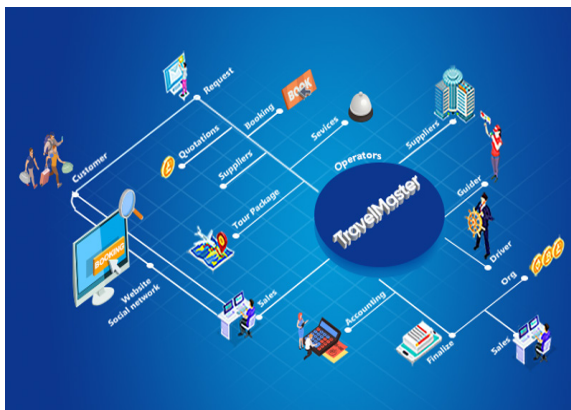 Request
BOOK
Booking
Quotations
Sevices
Suppliers
Suppliers
Operators
Customer
TravelMaster
Guider
Tour Package
BOOKING
Driver
Website
Social network
Sales
Org
Accounting
Finalize
Sales